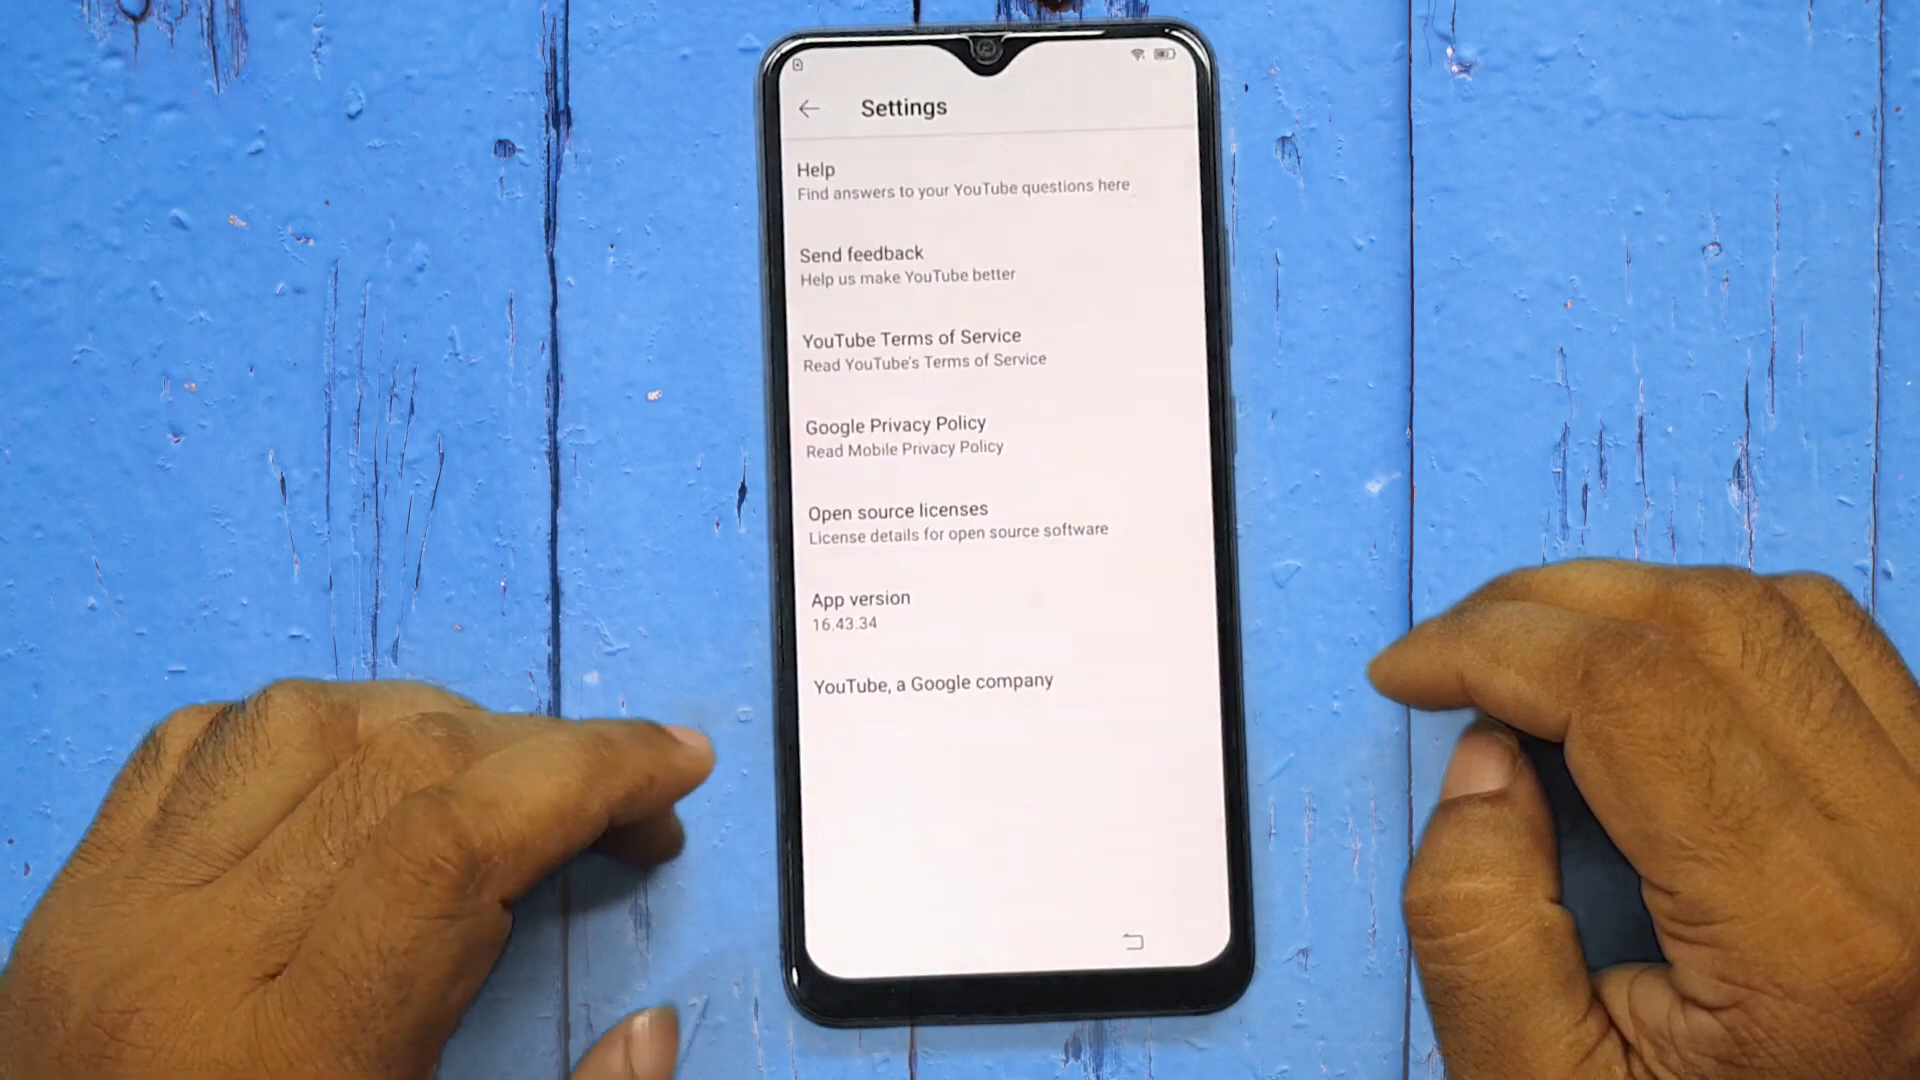 Settings
Help
Find answers to your YouTube questions here
Send feedback
Help us make YouTube better
YouTube Terms of Service
Read YouTube's Terms of Service
Google Privacy Policy
Read Mobile Privacy Policy
Open source licenses
License details for open source software
App version
16.43.34
YouTube, a Google company